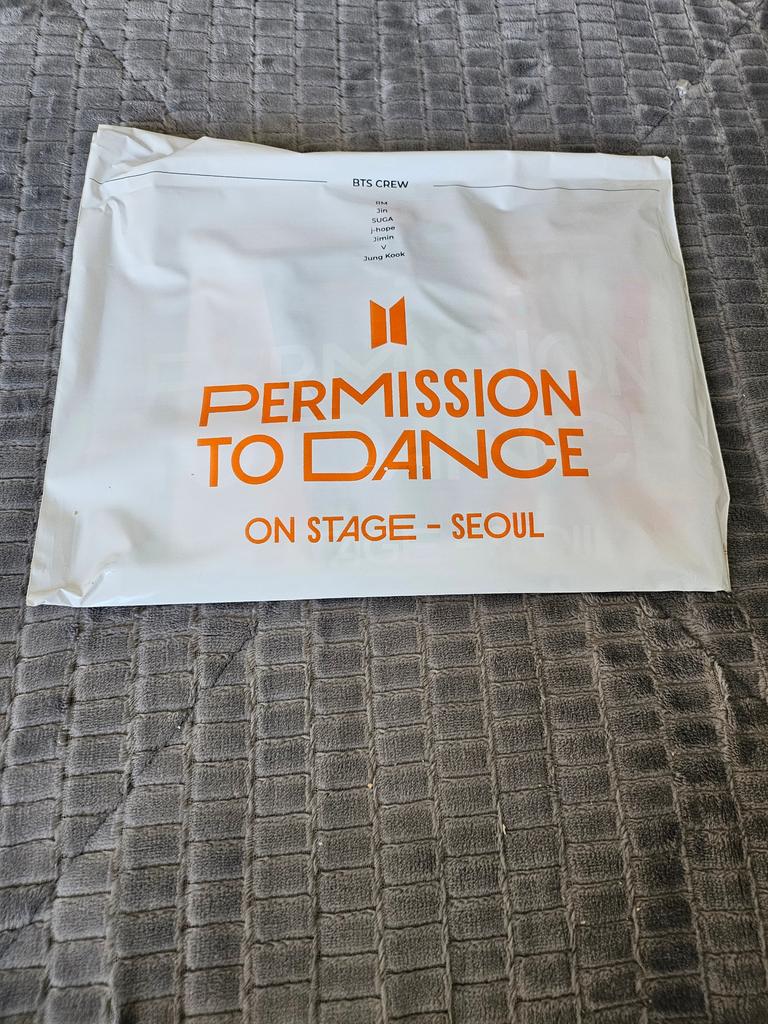 BTS CREW
RM
Jin
SUGA
j-hope
Jimin
V
Jung Kook
PERMISSION
TO DANCE
ON STAGE - SEOUL